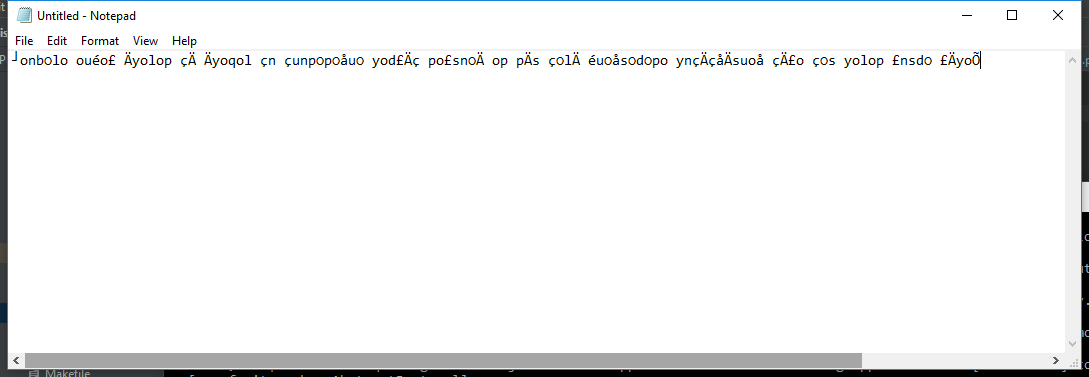 Untitled - Notepad
File Edit Format View Help
┘onbolo ouéo£ Äyolop çÄ Äyoqol çn çunpopoåuo yod£Äç po£snoÄ op pÄs çolÄ éuoåsodopo ynçÄçåÄsuoå çÄ£o ços yolop £nsdo £ÄyoÕ
Makefile